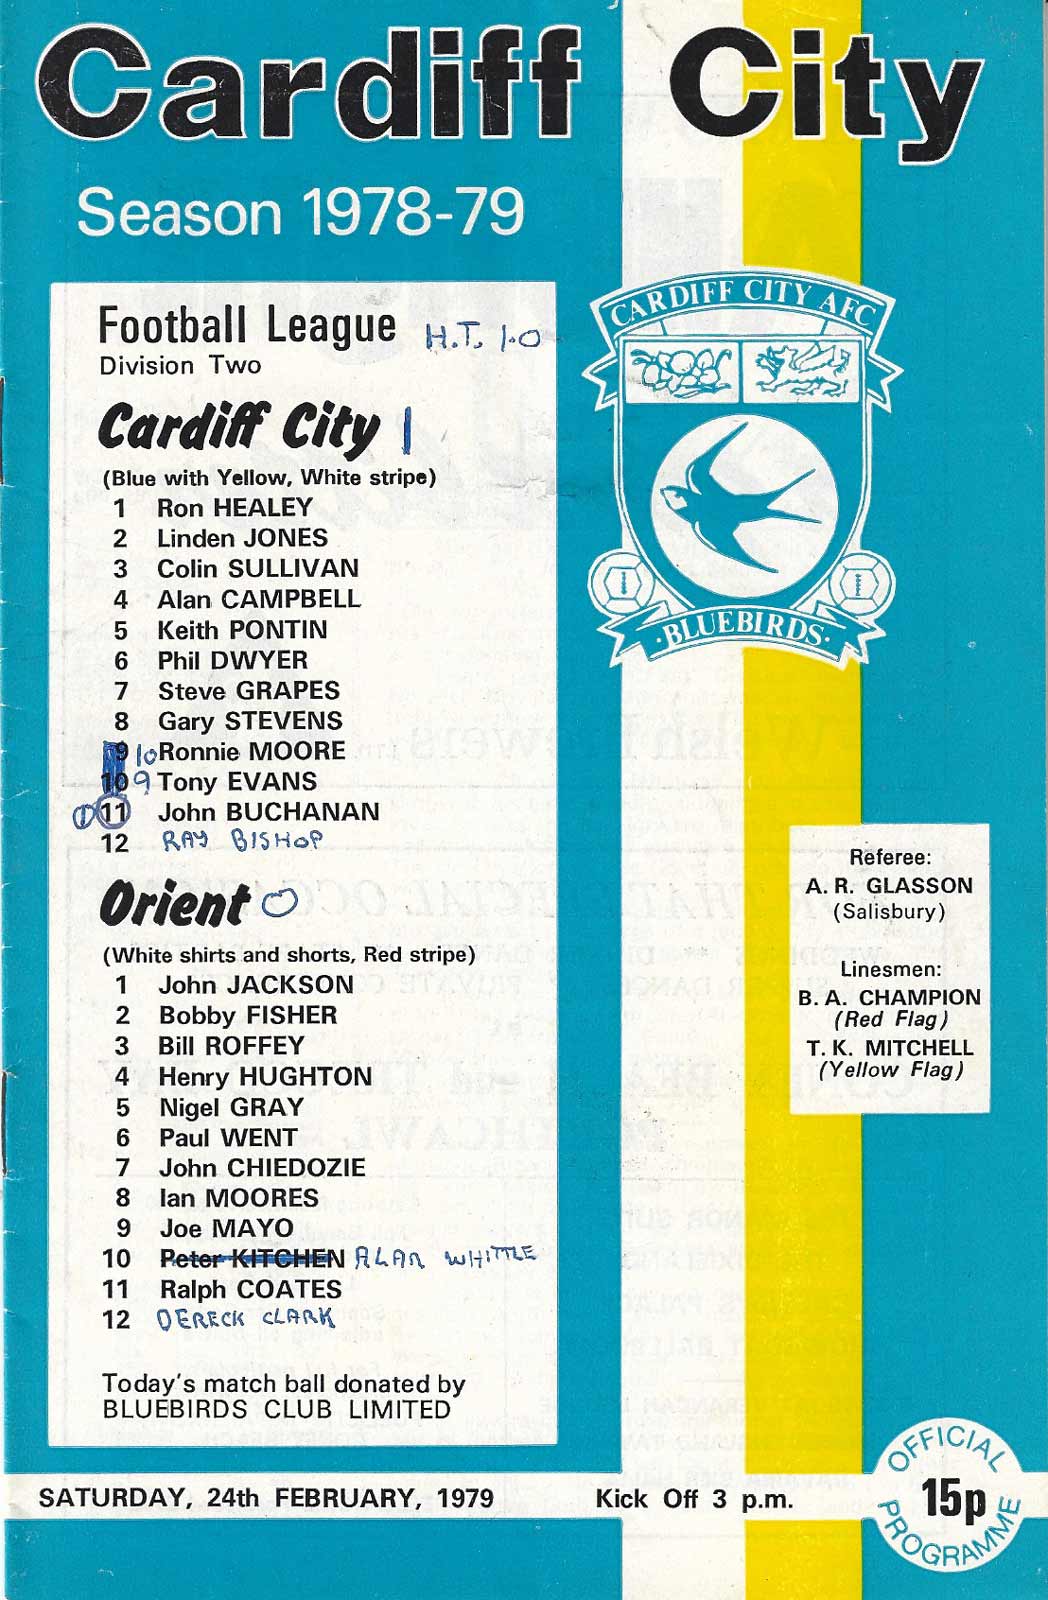 Cardiff City
Season 1978-79
Football League H.T. 1-0
Division Two
Cardiff City 1
(Blue with Yellow, White stripe)
1 Ron HEALEY
2 Linden JONES
3 Colin SULLIVAN
4 Alan CAMPBELL
5 Keith PONTIN
6 Phil DWYER
7 Steve GRAPES
8 Gary STEVENS
9 10 Ronnie MOORE
10 9 Tony EVANS
1 11 John BUCHANAN
12 RAY BISHOP
Orient 0
(White shirts and shorts, Red stripe)
1 John JACKSON
2 Bobby FISHER
3 Bill ROFFEY
4 Henry HUGHTON
5 Nigel GRAY
6 Paul WENT
7 John CHIEDOZIE
8 Ian MOORES
9 Joe MAYO
10 Peter KITCHEN ALAN WHITTLE
11 Ralph COATES
12 DERECK CLARK
Today's match ball donated by
BLUEBIRDS CLUB LIMITED
CARDIFF CITY AFC
·BLUEBIRDS·
Referee:
A. R. GLASSON
(Salisbury)
Linesmen:
B. A. CHAMPION
(Red Flag)
T. K. MITCHELL
(Yellow Flag)
SATURDAY, 24th FEBRUARY, 1979 Kick Off 3 p.m.
OFFICIAL
15p
PROGRAMME